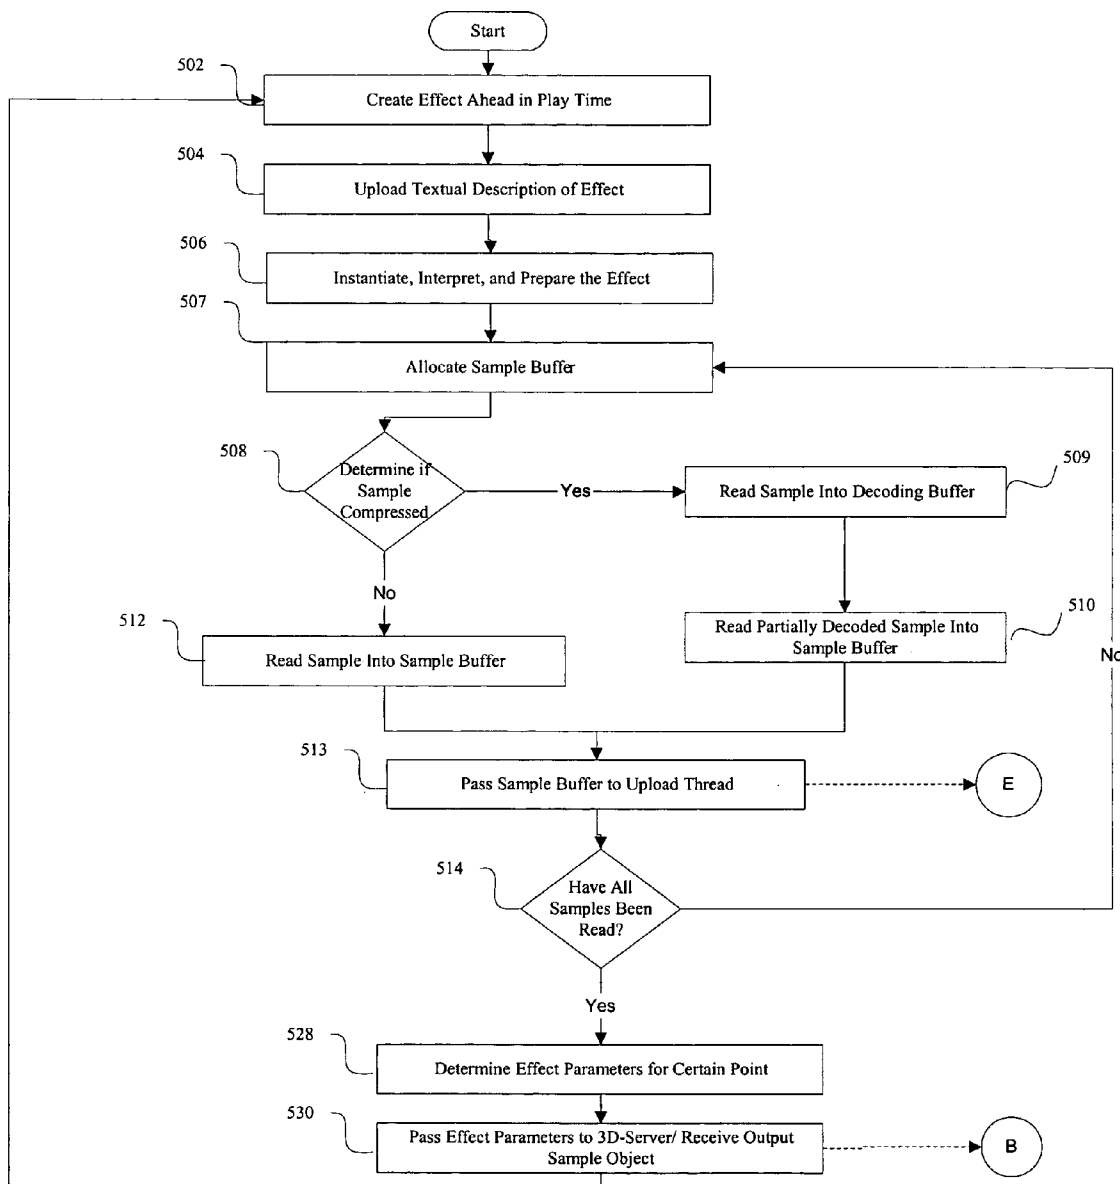 Start
502
Create Effect Ahead in Play Time
504
Upload Textual Description of Effect
506
Instantiate, Interpret, and Prepare the Effect
507
Allocate Sample Buffer
508
Determine if
Sample
Compressed
Yes
Read Sample Into Decoding Buffer
509
No
512
Read Sample Into Sample Buffer
Read Partially Decoded Sample Into
Sample Buffer
510
No
513
Pass Sample Buffer to Upload Thread
E
514
Have All
Samples Been
Read?
Yes
528
Determine Effect Parameters for Certain Point
530
Pass Effect Parameters to 3D-Server/ Receive Output
Sample Object
B